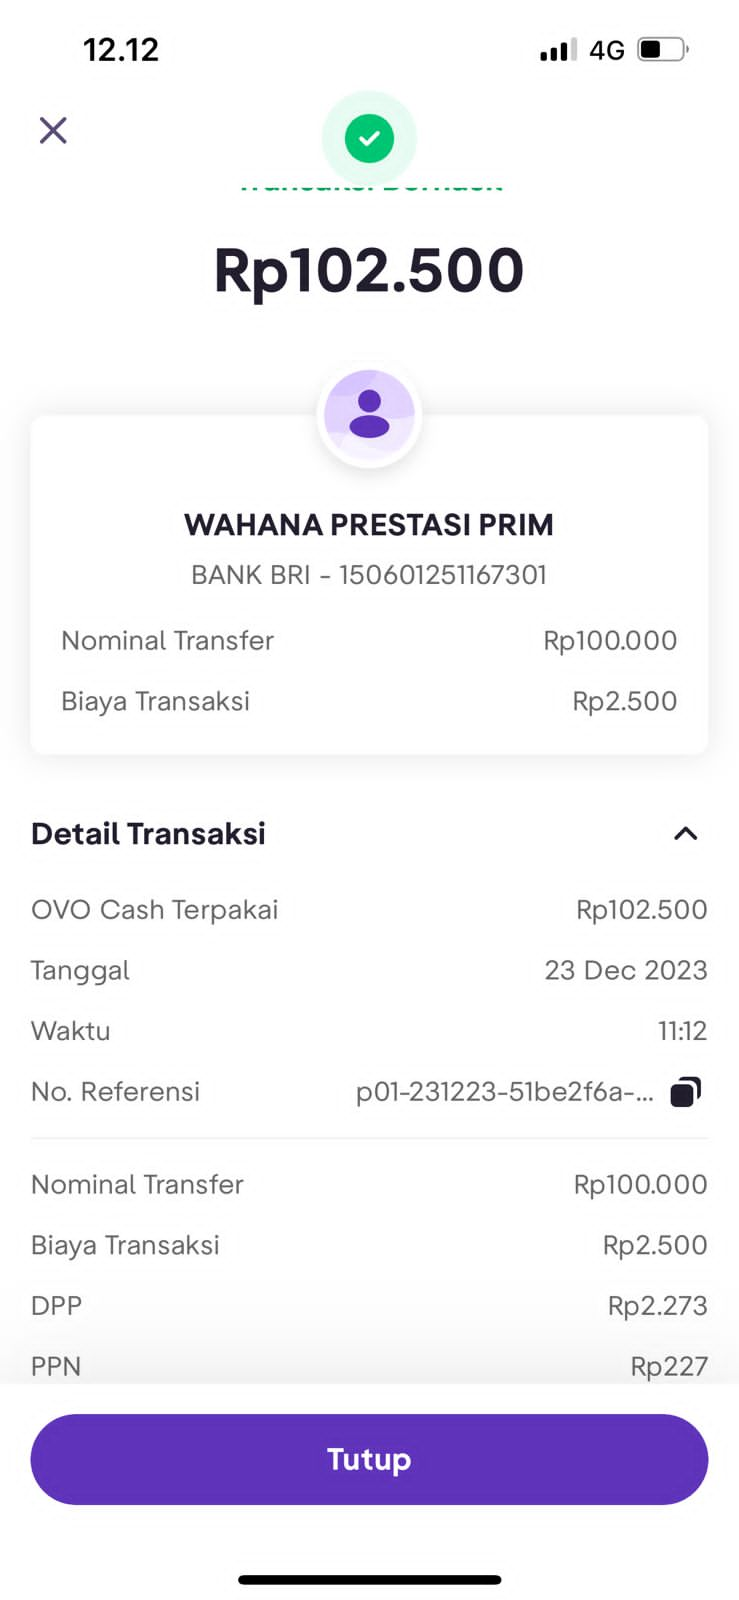 12.12
4G
Rp102.500
WAHANA PRESTASI PRIM
BANK BRI - 150601251167301
Nominal Transfer Rp100.000
Biaya Transaksi Rp2.500
Detail Transaksi
OVO Cash Terpakai Rp102.500
Tanggal 23 Dec 2023
Waktu 11:12
No. Referensi p01-231223-51be2f6a-...
Nominal Transfer Rp100.000
Biaya Transaksi Rp2.500
DPP Rp2.273
PPN Rp227
Tutup